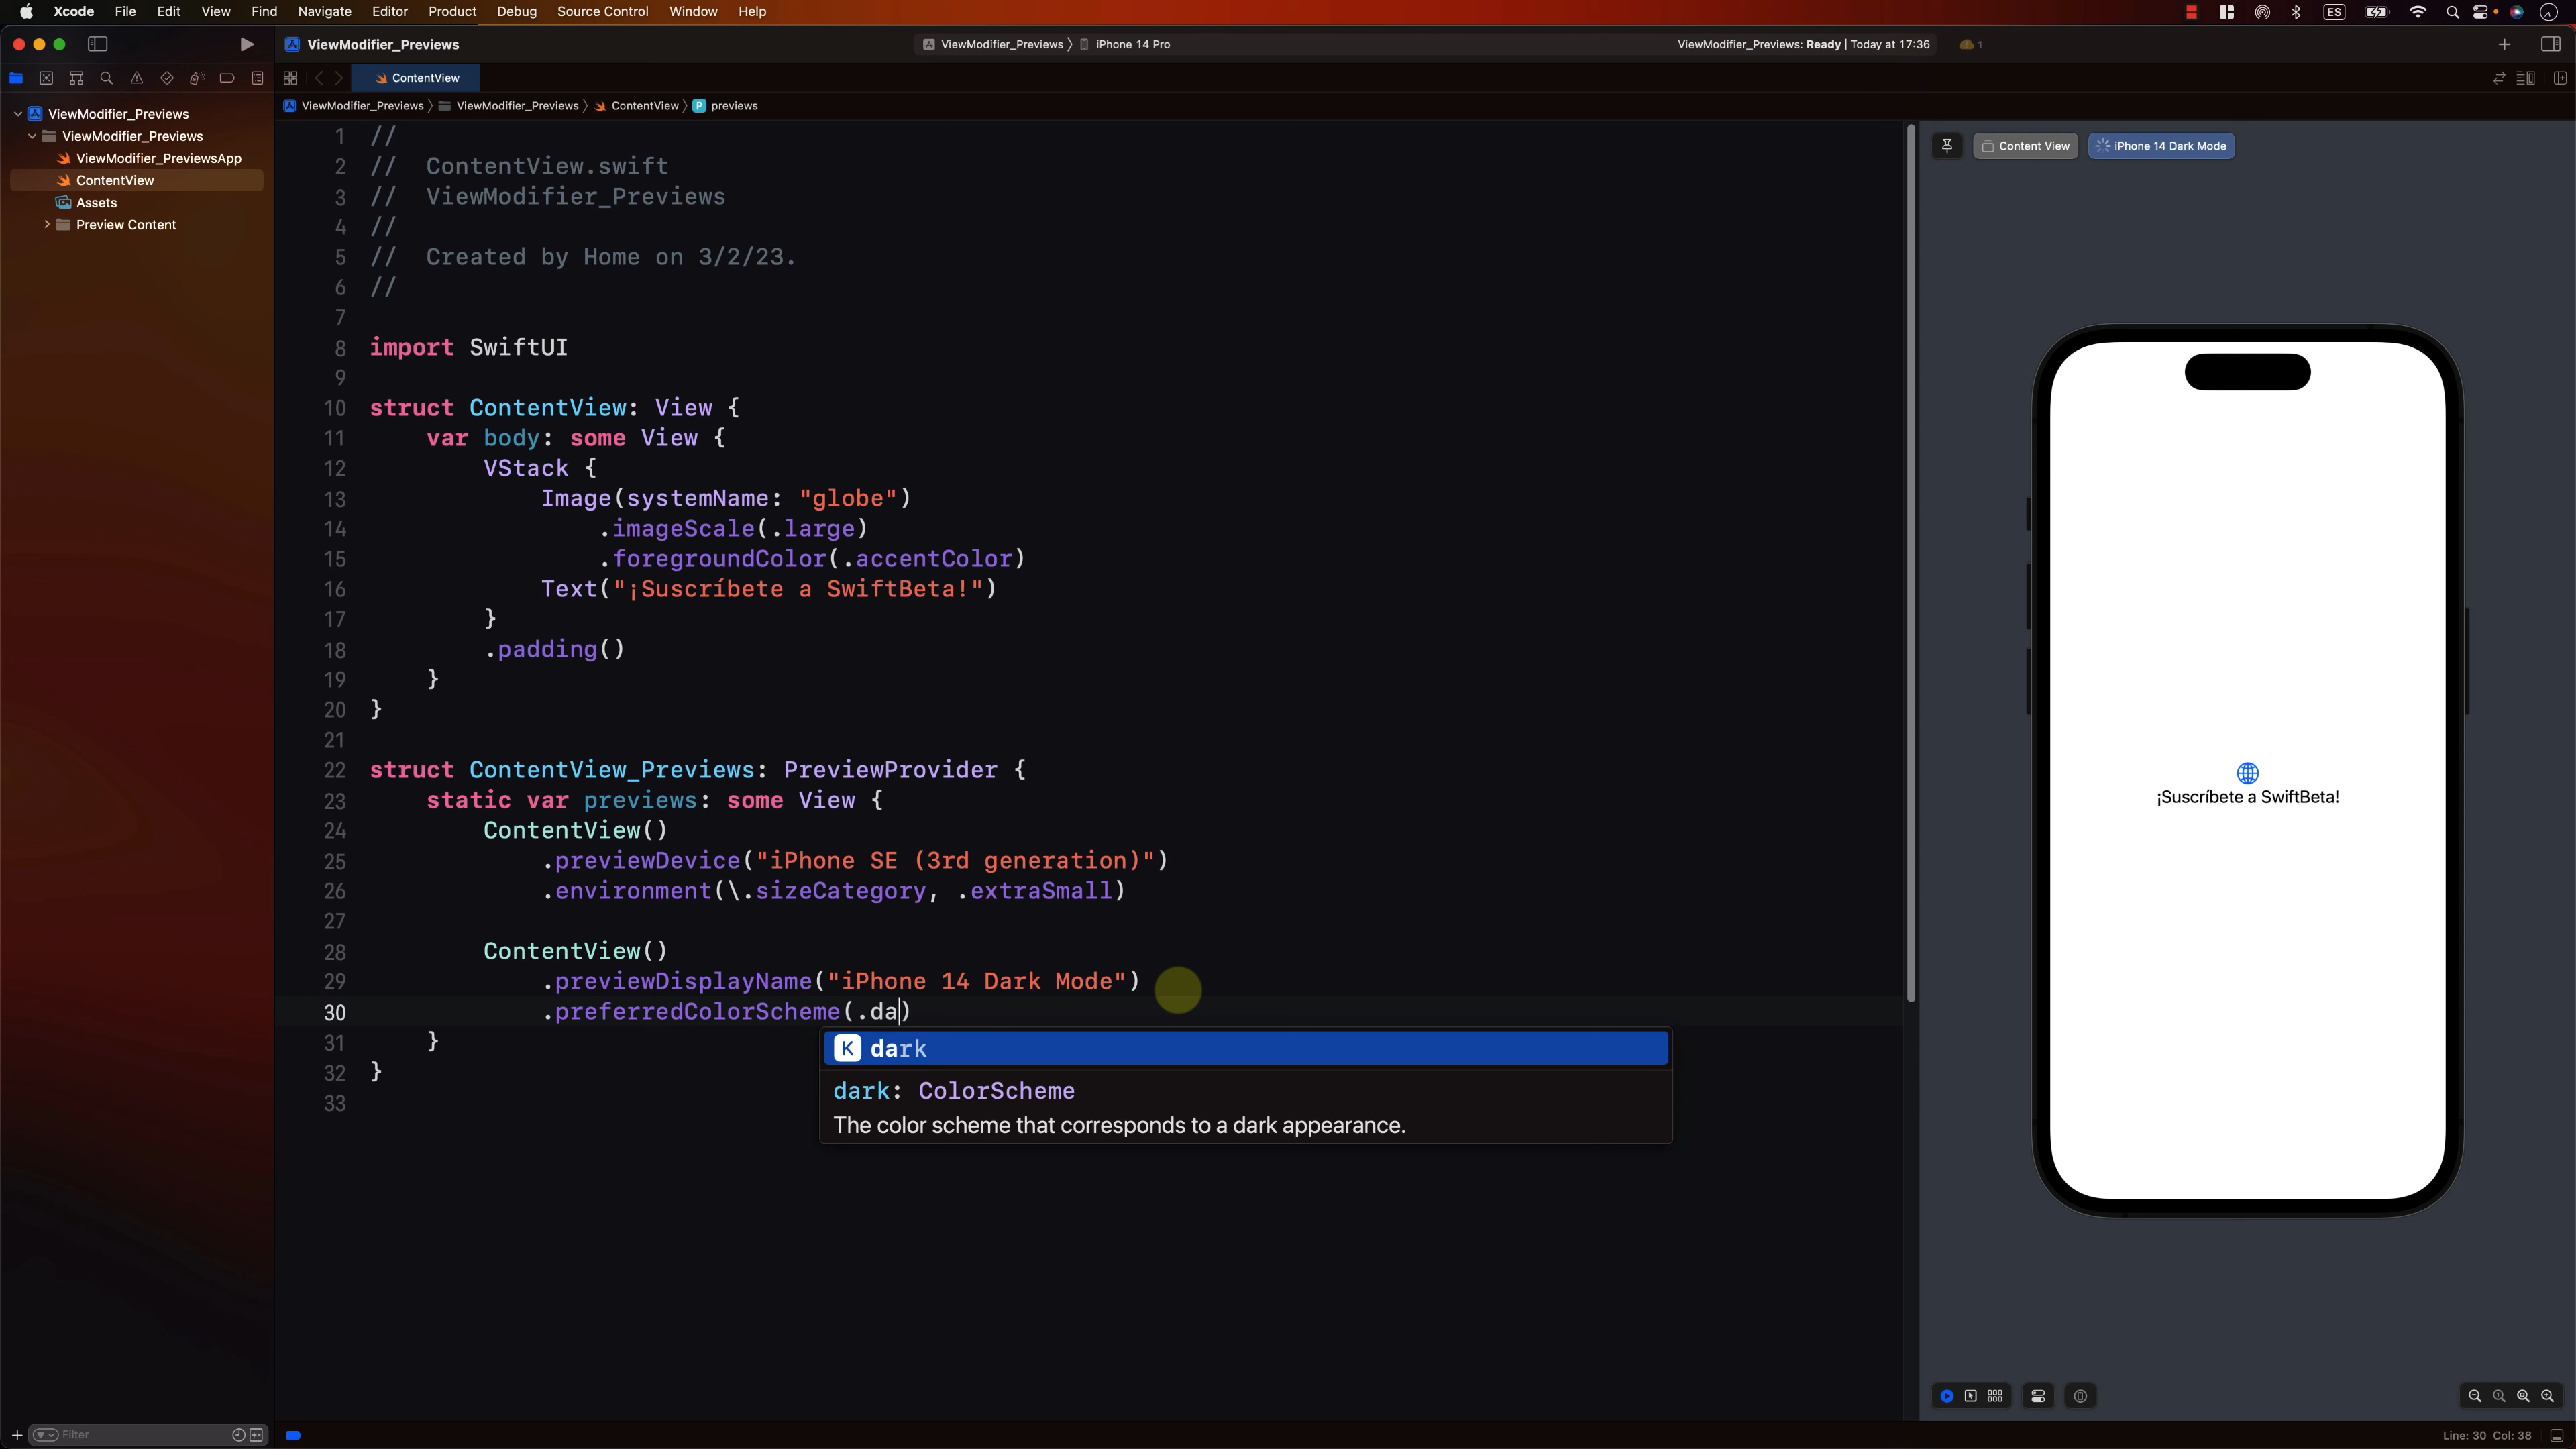 Xcode File Edit View Find Navigate Editor Product Debug Source Control Window Help ES
ViewModifier_Previews
ViewModifier_Previews 〉 iPhone 14 Pro
ViewModifier_Previews: Ready | Today at 17:36
1
ContentView
ViewModifier_Previews 〉 ViewModifier_Previews 〉 ContentView 〉 P previews
ViewModifier_Previews
ViewModifier_Previews
ViewModifier_PreviewsApp
ContentView
Assets
Preview Content
1 //
2 //  ContentView.swift
3 //  ViewModifier_Previews
4 //
5 //  Created by Home on 3/2/23.
6 //
7
8 import SwiftUI
9
10 struct ContentView: View {
11     var body: some View {
12         VStack {
13             Image(systemName: "globe")
14                 .imageScale(.large)
15                 .foregroundColor(.accentColor)
16             Text("¡Suscríbete a SwiftBeta!")
17         }
18         .padding()
19     }
20 }
21
22 struct ContentView_Previews: PreviewProvider {
23     static var previews: some View {
24         ContentView()
25             .previewDevice("iPhone SE (3rd generation)")
26             .environment(\.sizeCategory, .extraSmall)
27
28         ContentView()
29             .previewDisplayName("iPhone 14 Dark Mode")
30             .preferredColorScheme(.da)
31     }
32 }
33
K dark
dark: ColorScheme
The color scheme that corresponds to a dark appearance.
Content View
iPhone 14 Dark Mode
¡Suscríbete a SwiftBeta!
Filter
Line: 30 Col: 38